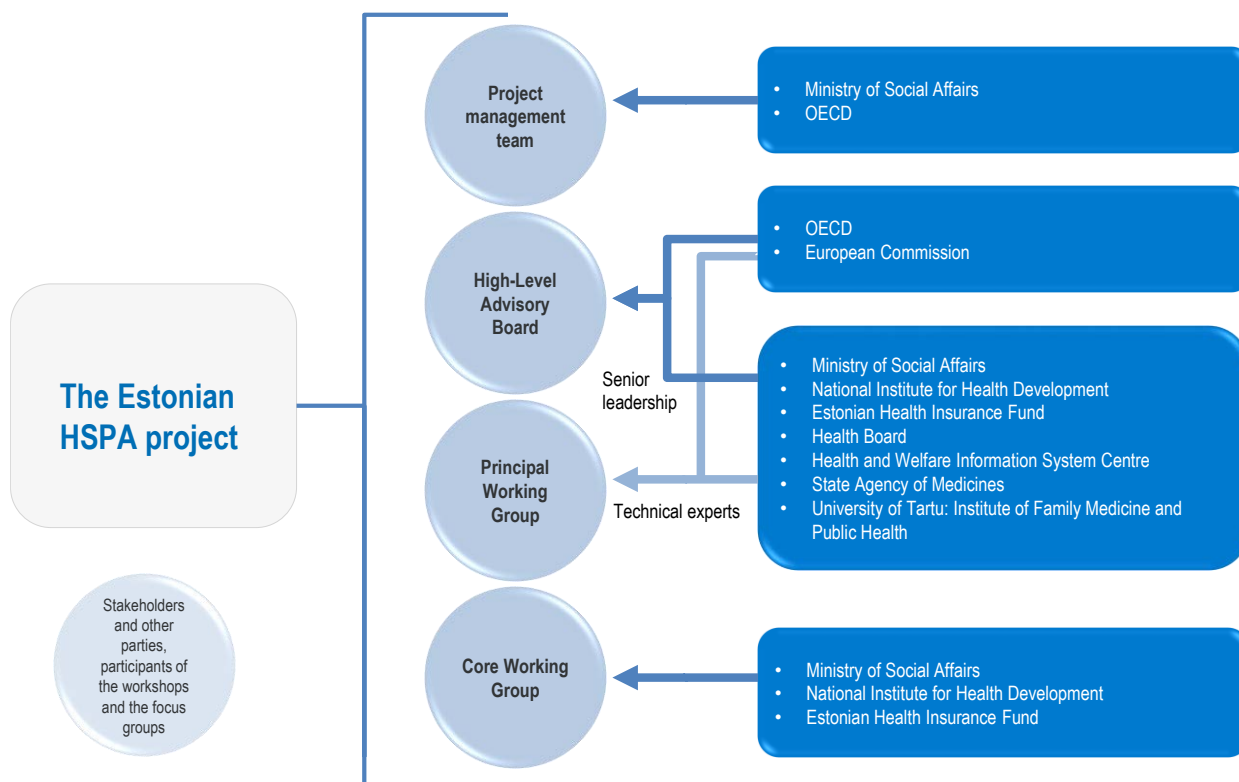 The Estonian
HSPA project
Stakeholders
and other
parties,
participants of
the workshops
and the focus
groups
Project
management
team
High-Level
Advisory
Board
Principal
Working
Group
Core Working
Group
Senior
leadership
Technical experts
• Ministry of Social Affairs
• OECD
• OECD
• European Commission
• Ministry of Social Affairs
• National Institute for Health Development
• Estonian Health Insurance Fund
• Health Board
• Health and Welfare Information System Centre
• State Agency of Medicines
• University of Tartu: Institute of Family Medicine and
Public Health
• Ministry of Social Affairs
• National Institute for Health Development
• Estonian Health Insurance Fund